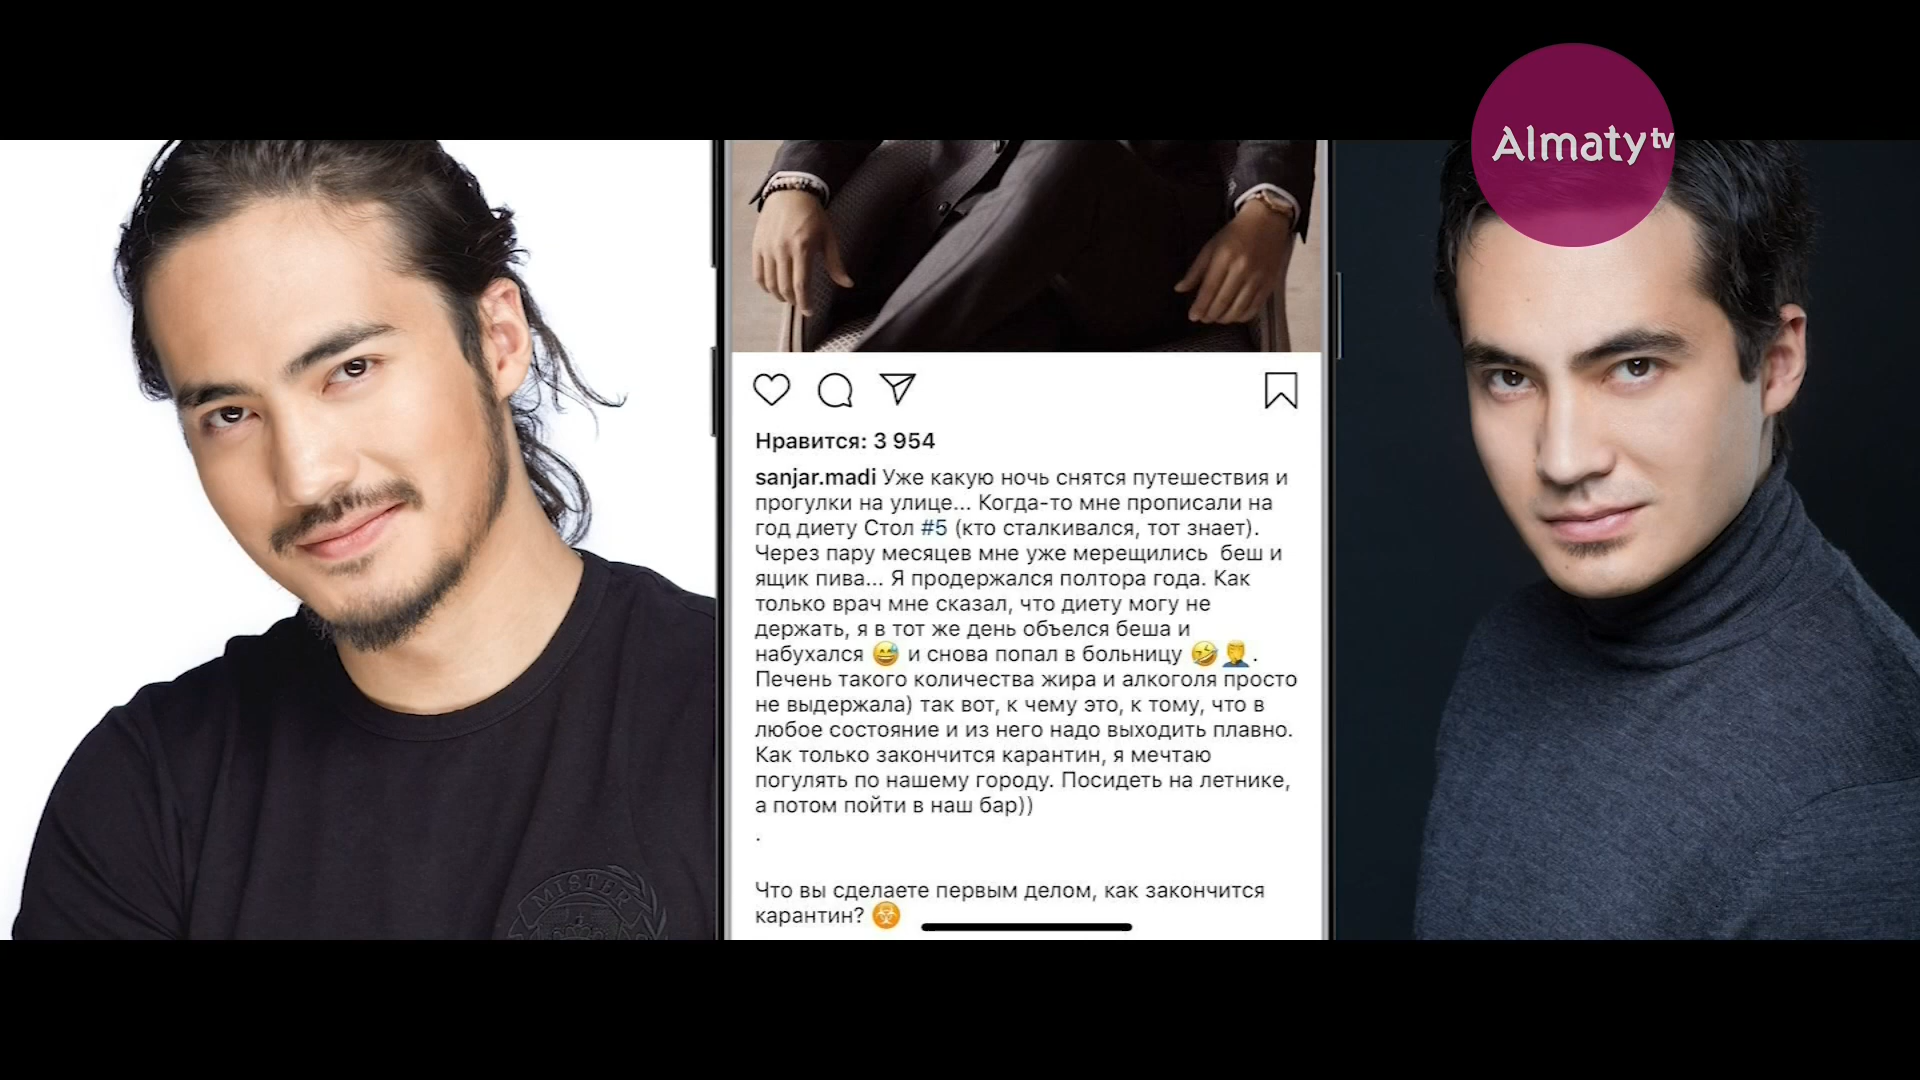 Almaty tv
Нравится: 3 954
sanjar.madi Уже какую ночь снятся путешествия и
прогулки на улице... Когда-то мне прописали на
год диету Стол #5 (кто сталкивался, тот знает).
Через пару месяцев мне уже мерещились беш и
ящик пива... Я продержался полтора года. Как
только врач мне сказал, что диету могу не
держать, я в тот же день объелся беша и
набухался 😅 и снова попал в больницу 🤣🤦‍♂️.
Печень такого количества жира и алкоголя просто
не выдержала) так вот, к чему это, к тому, что в
любое состояние и из него надо выходить плавно.
Как только закончится карантин, я мечтаю
погулять по нашему городу. Посидеть на летнике,
а потом пойти в наш бар))
.
Что вы сделаете первым делом, как закончится
карантин? ☣️
MISTER